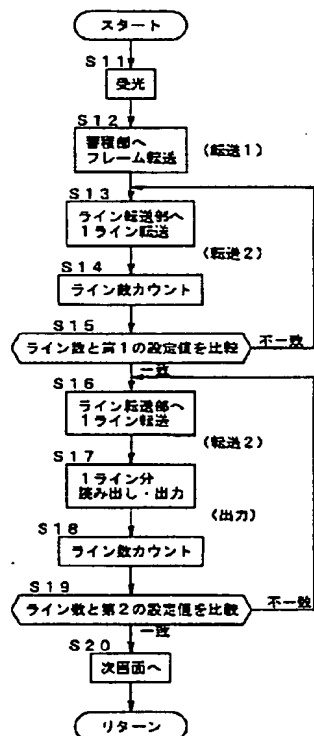 スタート
S11
受光
S12
蓄積部へ
フレーム転送
(転送1)
S13
ライン転送部へ
1ライン転送
(転送2)
S14
ライン数カウント
S15
ライン数と第1の設定値を比較
不一致
一致
S16
ライン転送部へ
1ライン転送
(転送2)
S17
1ライン分
読み出し・出力
(出力)
S18
ライン数カウント
S19
ライン数と第2の設定値を比較
不一致
一致
S20
次画面へ
リターン